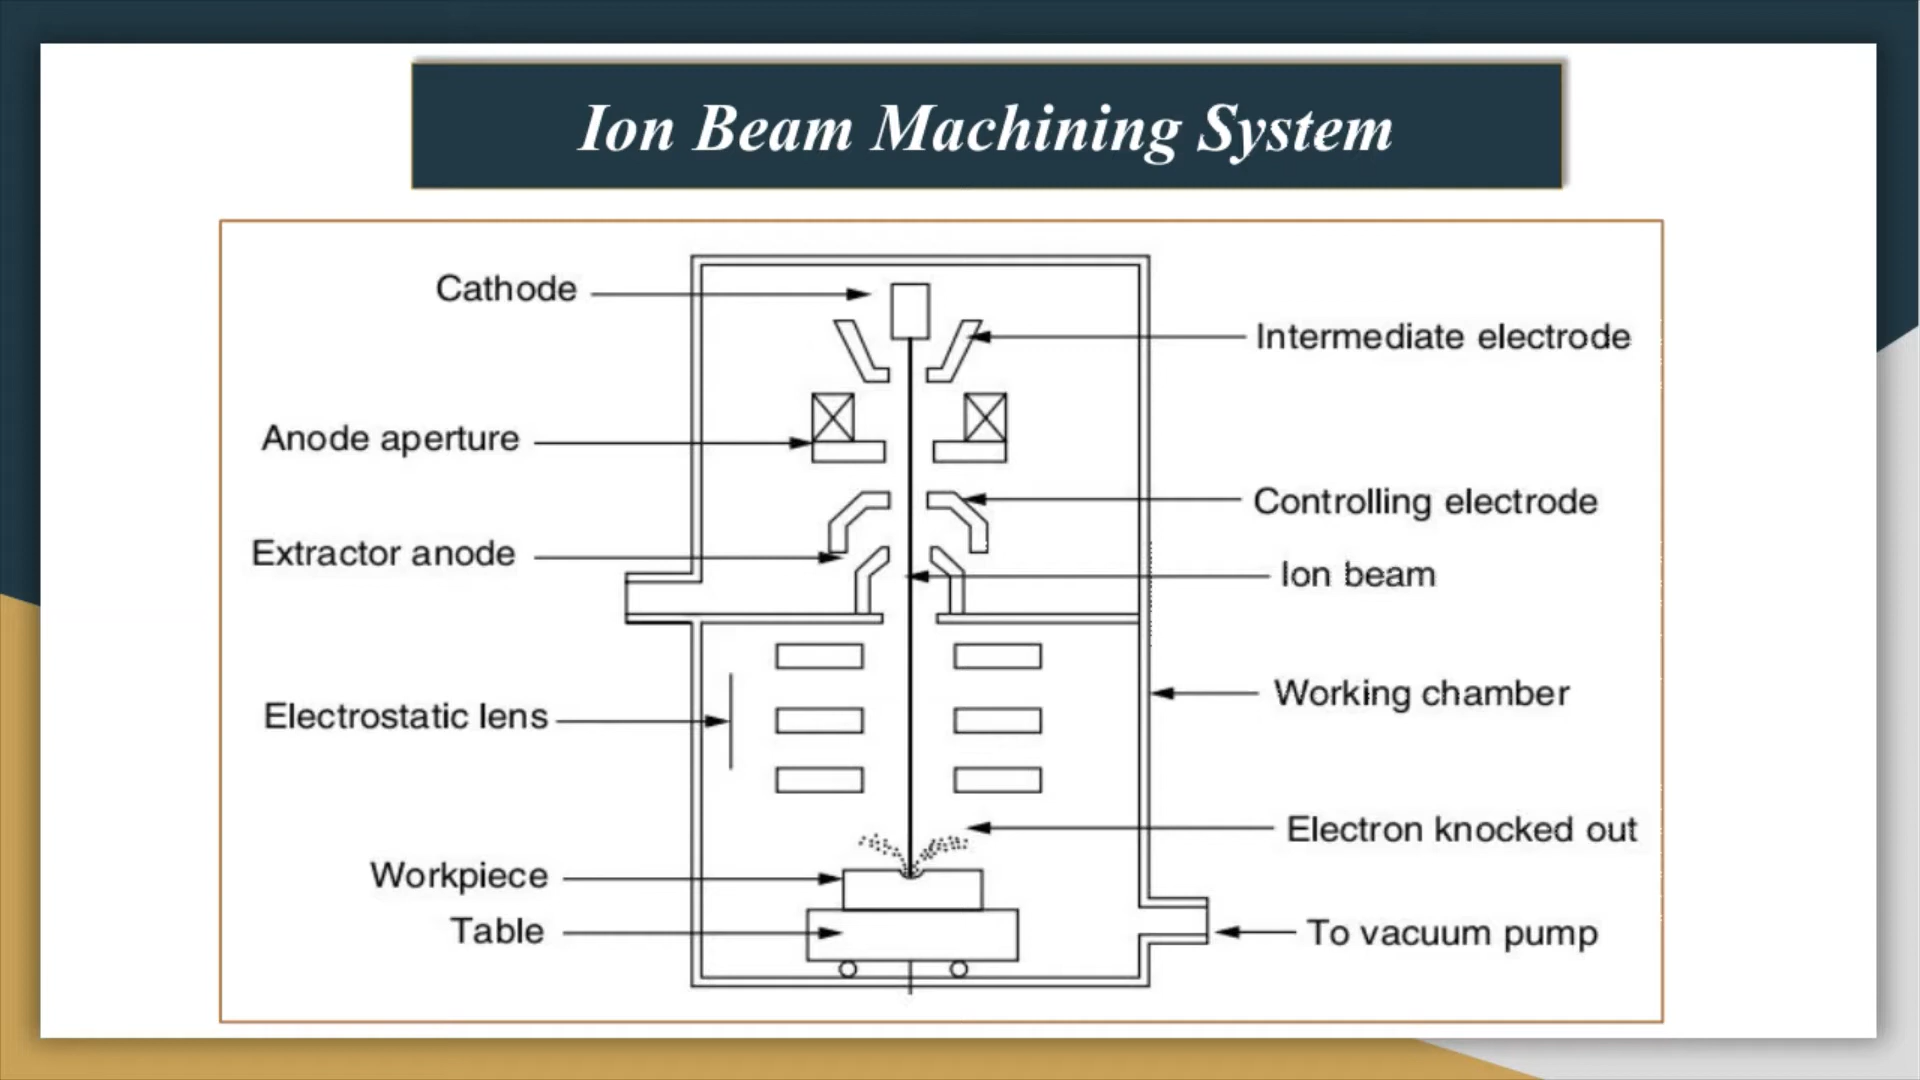 Ion Beam Machining System
Cathode
Intermediate electrode
Anode aperture
Controlling electrode
Extractor anode
Ion beam
Working chamber
Electrostatic lens
Electron knocked out
Workpiece
Table
To vacuum pump